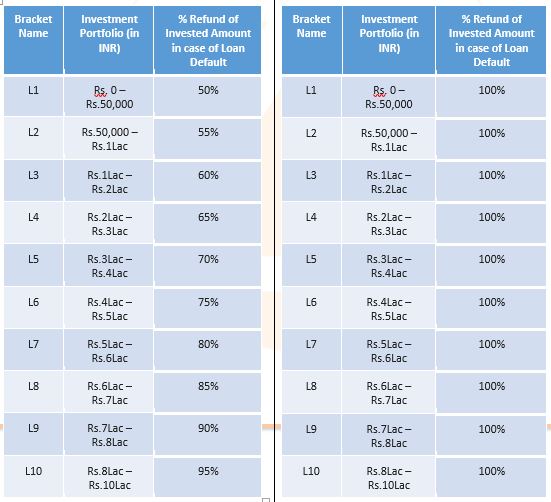 Bracket Name Investment Portfolio (in INR) % Refund of Invested Amount in case of Loan Default
L1 Rs. 0 – Rs.50,000 50%
L2 Rs.50,000 – Rs.1Lac 55%
L3 Rs.1Lac – Rs.2Lac 60%
L4 Rs.2Lac – Rs.3Lac 65%
L5 Rs.3Lac – Rs.4Lac 70%
L6 Rs.4Lac – Rs.5Lac 75%
L7 Rs.5Lac – Rs.6Lac 80%
L8 Rs.6Lac – Rs.7Lac 85%
L9 Rs.7Lac – Rs.8Lac 90%
L10 Rs.8Lac – Rs.10Lac 95%
Bracket Name Investment Portfolio (in INR) % Refund of Invested Amount in case of Loan Default
L1 Rs. 0 – Rs.50,000 100%
L2 Rs.50,000 – Rs.1Lac 100%
L3 Rs.1Lac – Rs.2Lac 100%
L4 Rs.2Lac – Rs.3Lac 100%
L5 Rs.3Lac – Rs.4Lac 100%
L6 Rs.4Lac – Rs.5Lac 100%
L7 Rs.5Lac – Rs.6Lac 100%
L8 Rs.6Lac – Rs.7Lac 100%
L9 Rs.7Lac – Rs.8Lac 100%
L10 Rs.8Lac – Rs.10Lac 100%